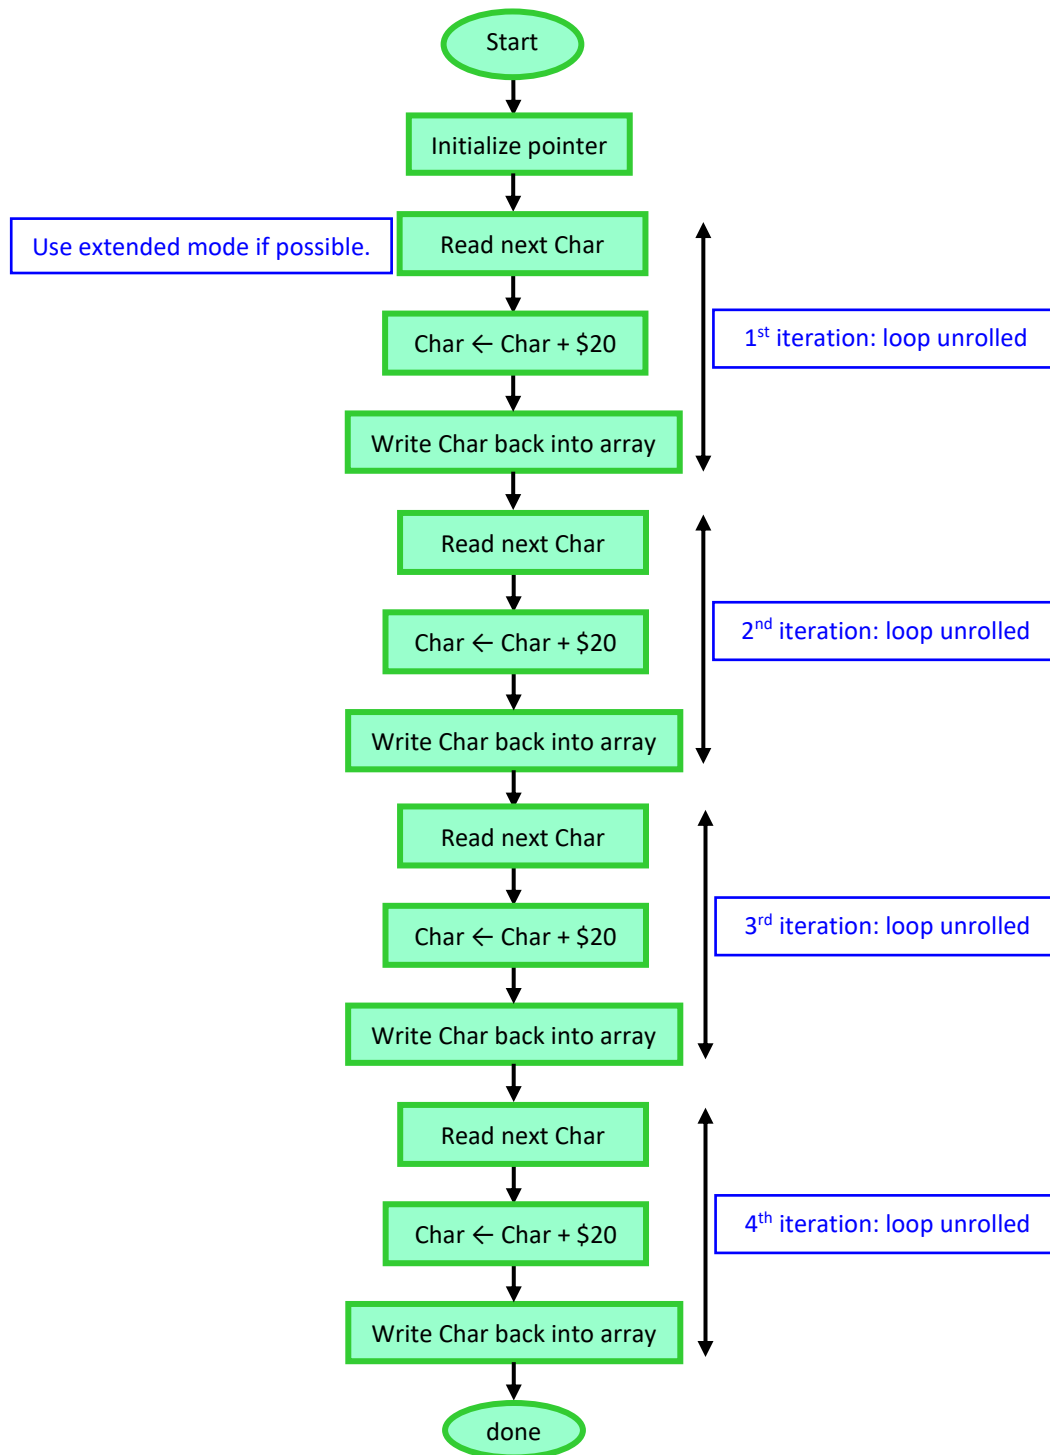 Start
Initialize pointer
Use extended mode if possible.
Read next Char
Char ← Char + $20
1st iteration: loop unrolled
Write Char back into array
Read next Char
Char ← Char + $20
2nd iteration: loop unrolled
Write Char back into array
Read next Char
Char ← Char + $20
3rd iteration: loop unrolled
Write Char back into array
Read next Char
Char ← Char + $20
4th iteration: loop unrolled
Write Char back into array
done